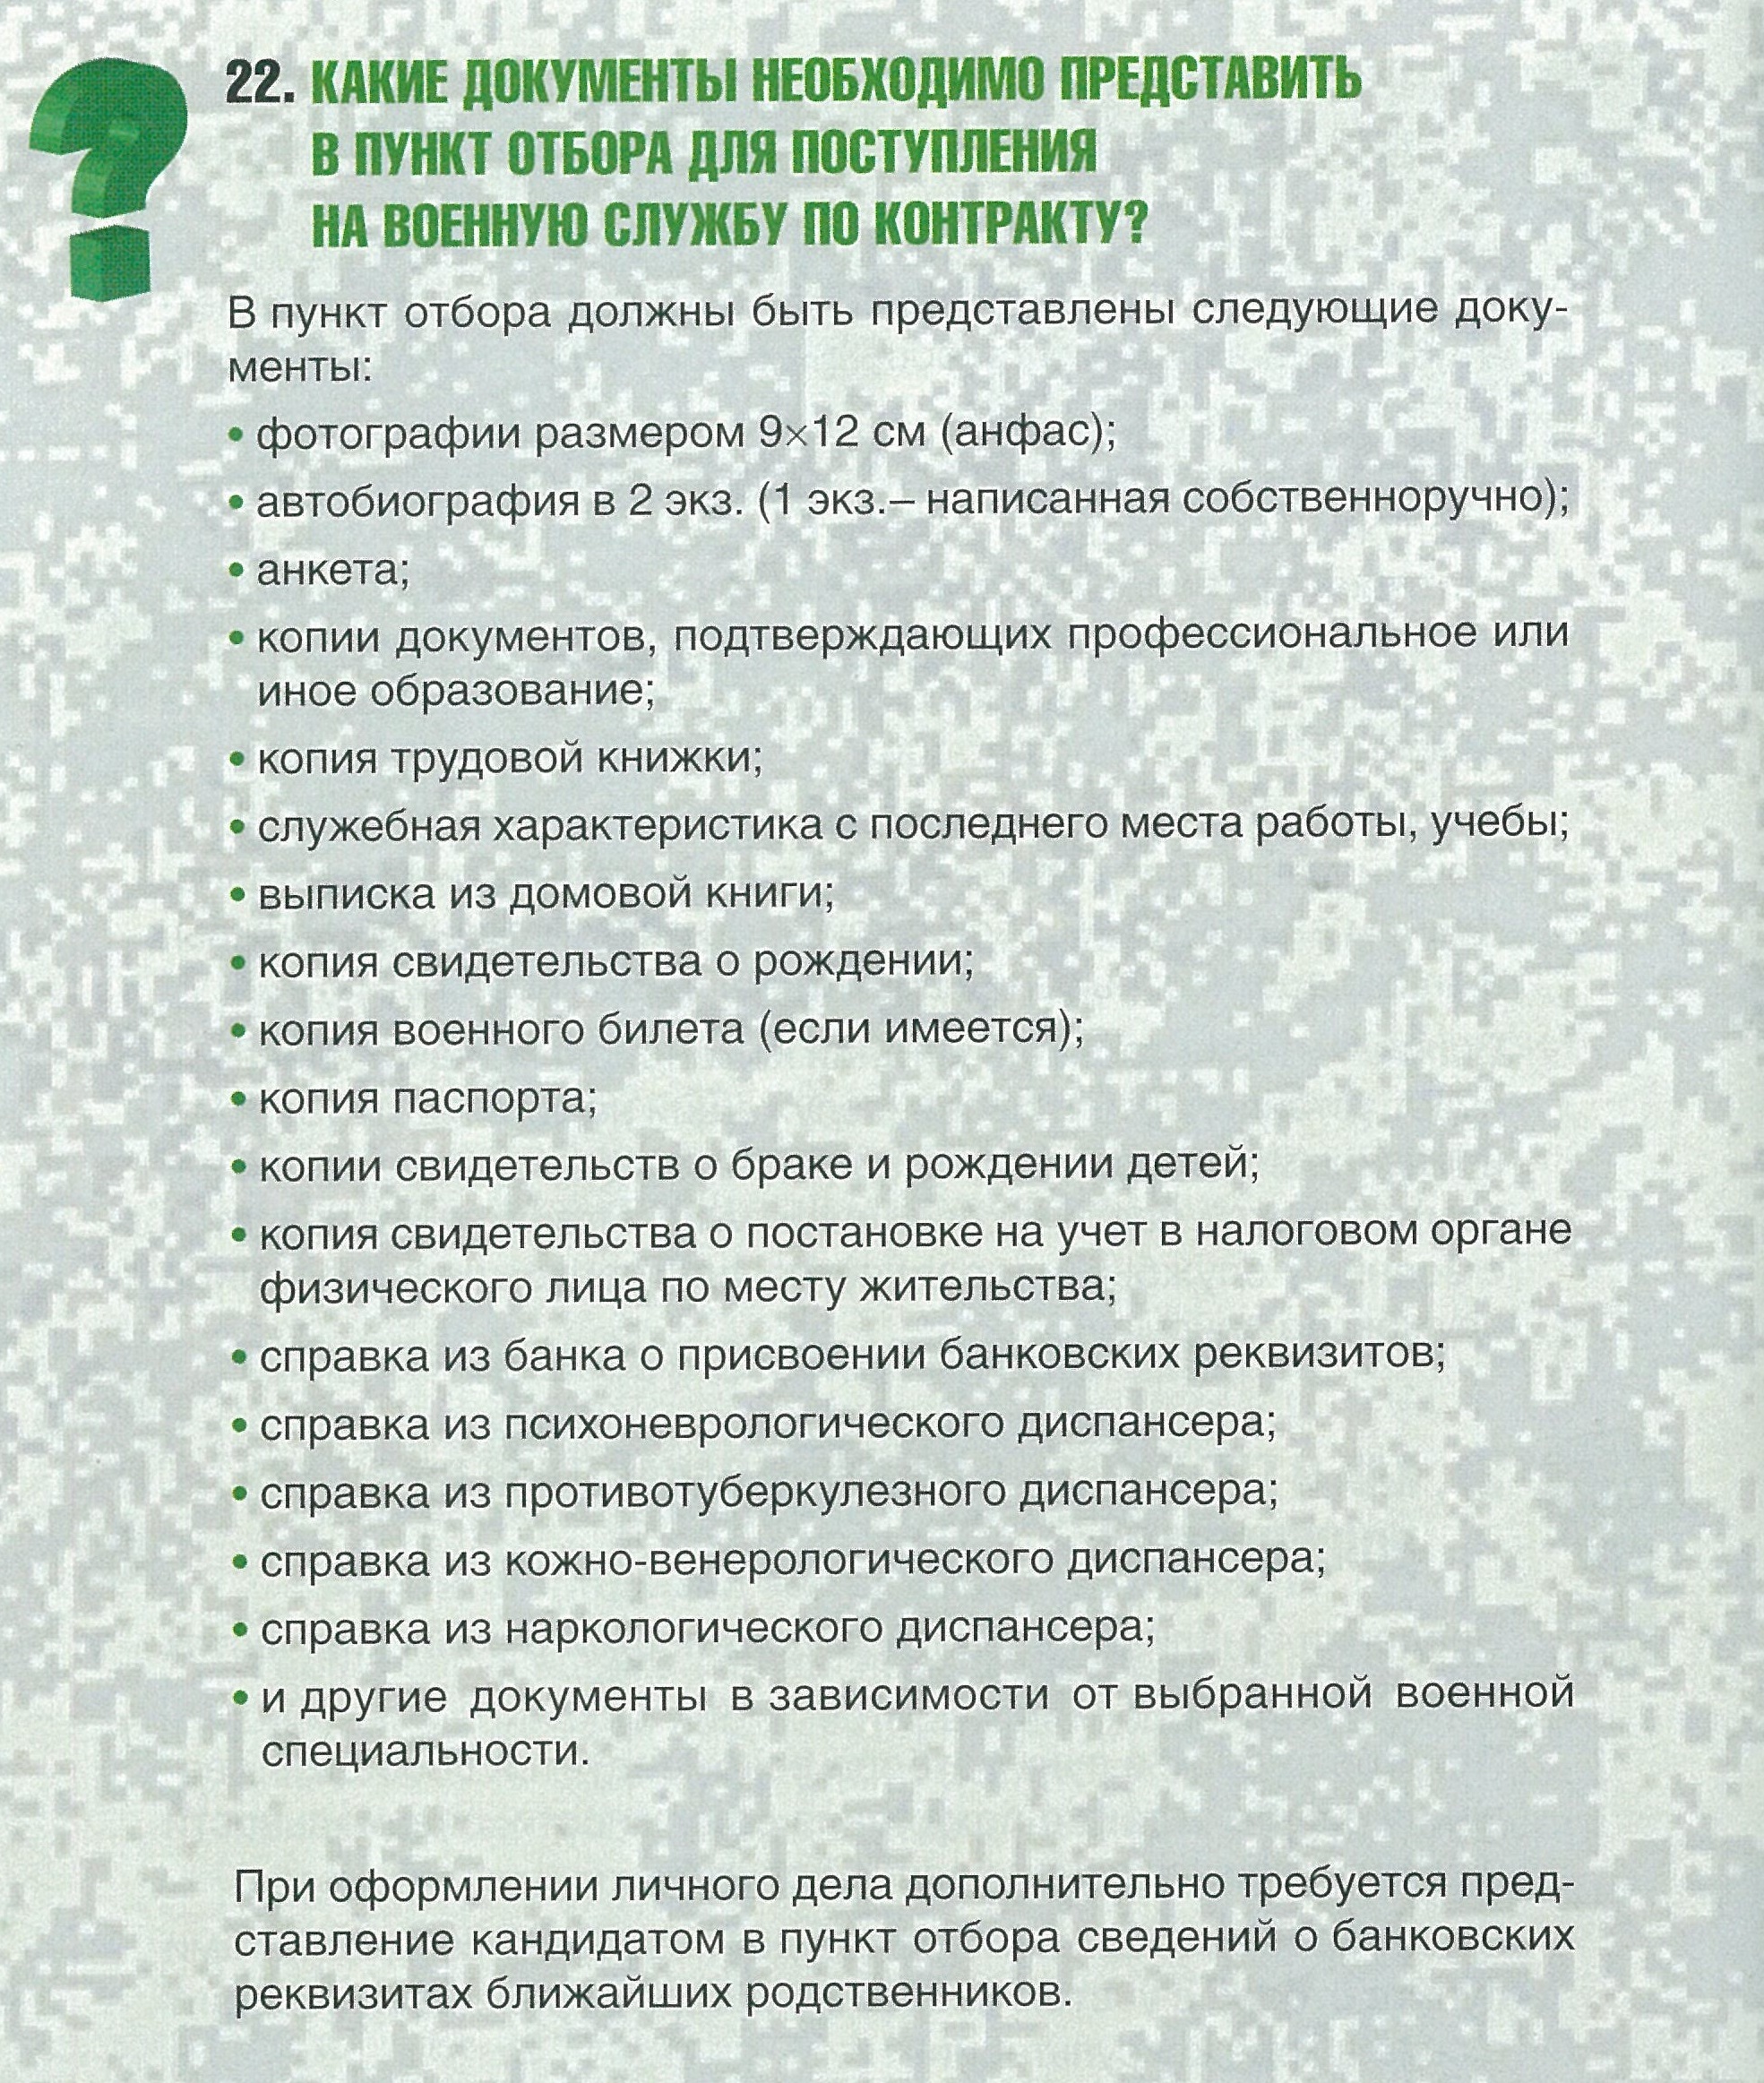 22. КАКИЕ ДОКУМЕНТЫ НЕОБХОДИМО ПРЕДСТАВИТЬ
В ПУНКТ ОТБОРА ДЛЯ ПОСТУПЛЕНИЯ
НА ВОЕННУЮ СЛУЖБУ ПО КОНТРАКТУ?
В пункт отбора должны быть представлены следующие доку-
менты:
• фотографии размером 9×12 см (анфас);
• автобиография в 2 экз. (1 экз.– написанная собственноручно);
• анкета;
• копии документов, подтверждающих профессиональное или
иное образование;
• копия трудовой книжки;
• служебная характеристика с последнего места работы, учебы;
• выписка из домовой книги;
• копия свидетельства о рождении;
• копия военного билета (если имеется);
• копия паспорта;
• копии свидетельств о браке и рождении детей;
• копия свидетельства о постановке на учет в налоговом органе
физического лица по месту жительства;
• справка из банка о присвоении банковских реквизитов;
• справка из психоневрологического диспансера;
• справка из противотуберкулезного диспансера;
• справка из кожно-венерологического диспансера;
• справка из наркологического диспансера;
• и другие документы в зависимости от выбранной военной
специальности.
При оформлении личного дела дополнительно требуется пред-
ставление кандидатом в пункт отбора сведений о банковских
реквизитах ближайших родственников.